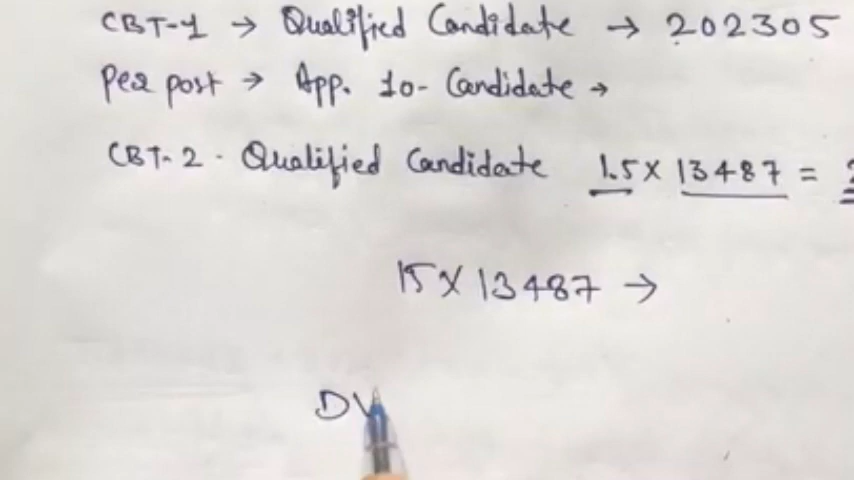 CBT-1 → Qualified Candidate → 202305
Per post → App. 10- Candidate →
CBT-2 - Qualified Candidate 1.5 x 13487 =
15 x 13487 →
DV